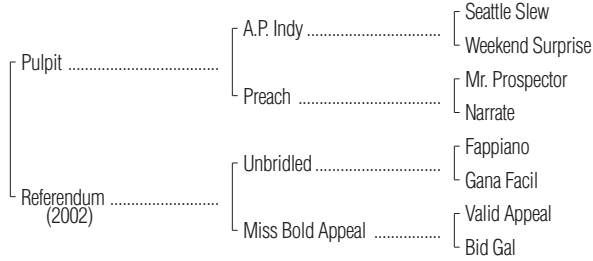 Seattle Slew
A.P. Indy ..................................
Weekend Surprise
Pulpit ......................................
Mr. Prospector
Preach ....................................
Narrate
Fappiano
Unbridled ................................
Gana Facil
Referendum ...........................
(2002)
Valid Appeal
Miss Bold Appeal .................
Bid Gal